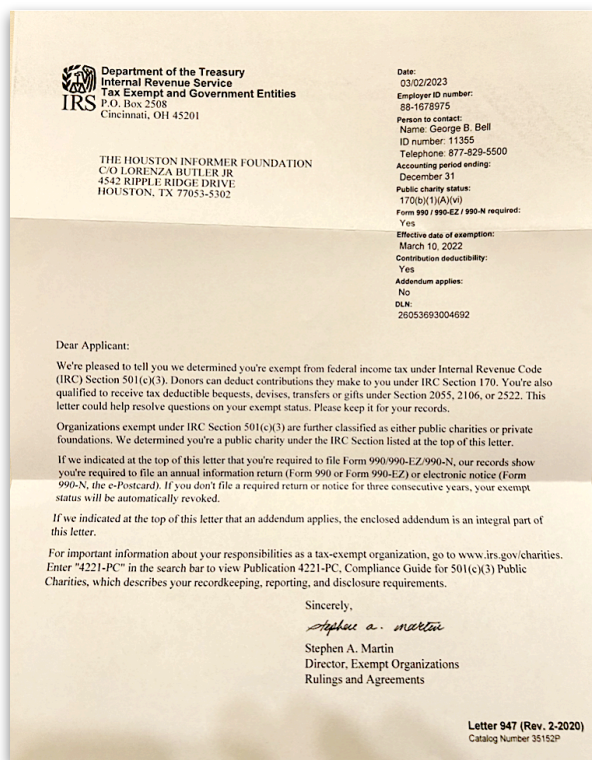 Department of the Treasury
Internal Revenue Service
Tax Exempt and Government Entities
IRS P.O. Box 2508
Cincinnati, OH 45201
THE HOUSTON INFORMER FOUNDATION
C/O LORENZA BUTLER JR
4542 RIPPLE RIDGE DRIVE
HOUSTON, TX 77053-5302
Date:
03/02/2023
Employer ID number:
88-1678975
Person to contact:
Name: George B. Bell
ID number: 11355
Telephone: 877-829-5500
Accounting period ending:
December 31
Public charity status:
170(b)(1)(A)(vi)
Form 990 / 990-EZ / 990-N required:
Yes
Effective date of exemption:
March 10, 2022
Contribution deductibility:
Yes
Addendum applies:
No
DLN:
26053693004692
Dear Applicant:
We're pleased to tell you we determined you're exempt from federal income tax under Internal Revenue Code
(IRC) Section 501(c)(3). Donors can deduct contributions they make to you under IRC Section 170. You're also
qualified to receive tax deductible bequests, devises, transfers or gifts under Section 2055, 2106, or 2522. This
letter could help resolve questions on your exempt status. Please keep it for your records.
Organizations exempt under IRC Section 501(c)(3) are further classified as either public charities or private
foundations. We determined you're a public charity under the IRC Section listed at the top of this letter.
If we indicated at the top of this letter that you're required to file Form 990/990-EZ/990-N, our records show
you're required to file an annual information return (Form 990 or Form 990-EZ) or electronic notice (Form
990-N, the e-Postcard). If you don't file a required return or notice for three consecutive years, your exempt
status will be automatically revoked.
If we indicated at the top of this letter that an addendum applies, the enclosed addendum is an integral part of
this letter.
For important information about your responsibilities as a tax-exempt organization, go to www.irs.gov/charities.
Enter "4221-PC" in the search bar to view Publication 4221-PC, Compliance Guide for 501(c)(3) Public
Charities, which describes your recordkeeping, reporting, and disclosure requirements.
Sincerely,
stephen a. martin
Stephen A. Martin
Director, Exempt Organizations
Rulings and Agreements
Letter 947 (Rev. 2-2020)
Catalog Number 35152P